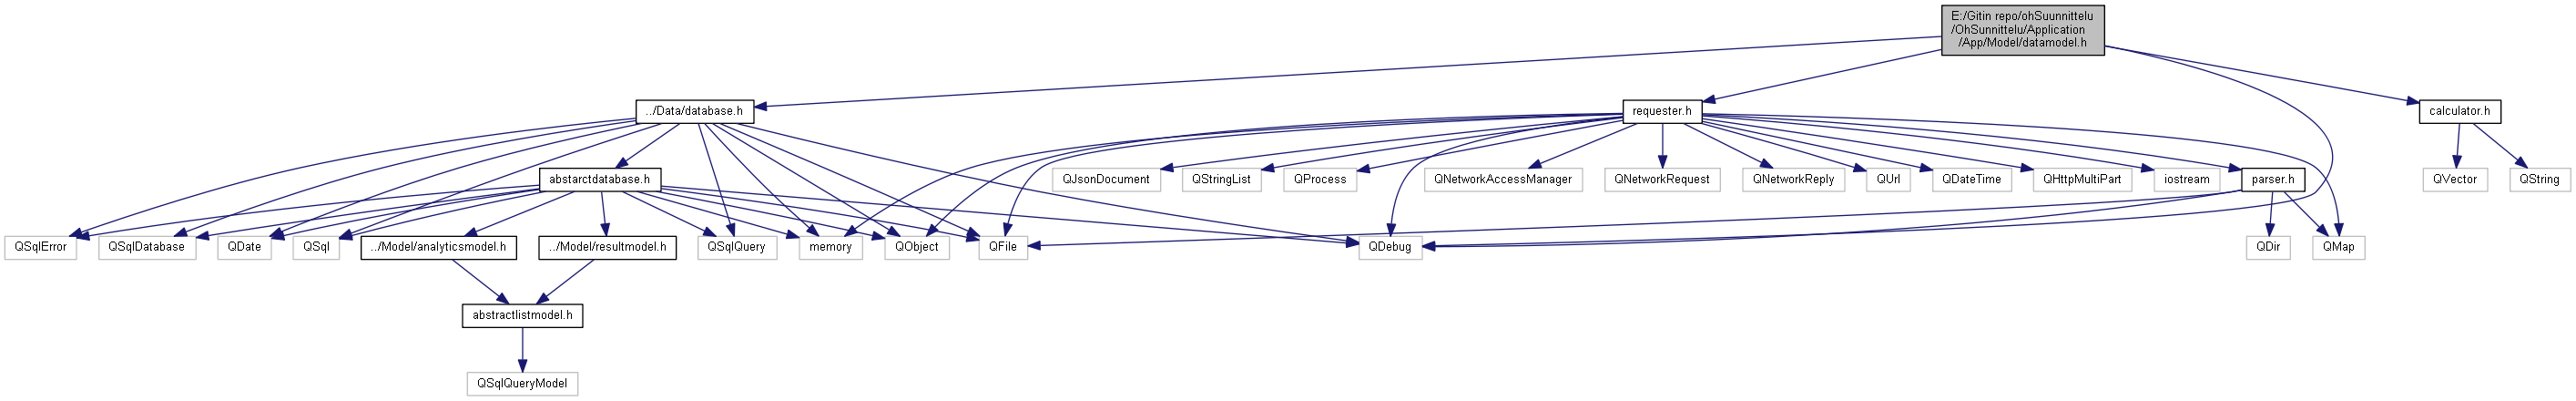 E:/Gitin repo/ohSuunnittelu
/OhSunnittelu/Application
/App/Model/datamodel.h
../Data/database.h
requester.h
calculator.h
abstarctdatabase.h
QJsonDocument
QStringList
QProcess
QNetworkAccessManager
QNetworkRequest
QNetworkReply
QUrl
QDateTime
QHttpMultiPart
iostream
parser.h
QVector
QString
QSqlError
QSqlDatabase
QDate
QSql
../Model/analyticsmodel.h
../Model/resultmodel.h
QSqlQuery
memory
QObject
QFile
QDebug
QDir
QMap
abstractlistmodel.h
QSqlQueryModel